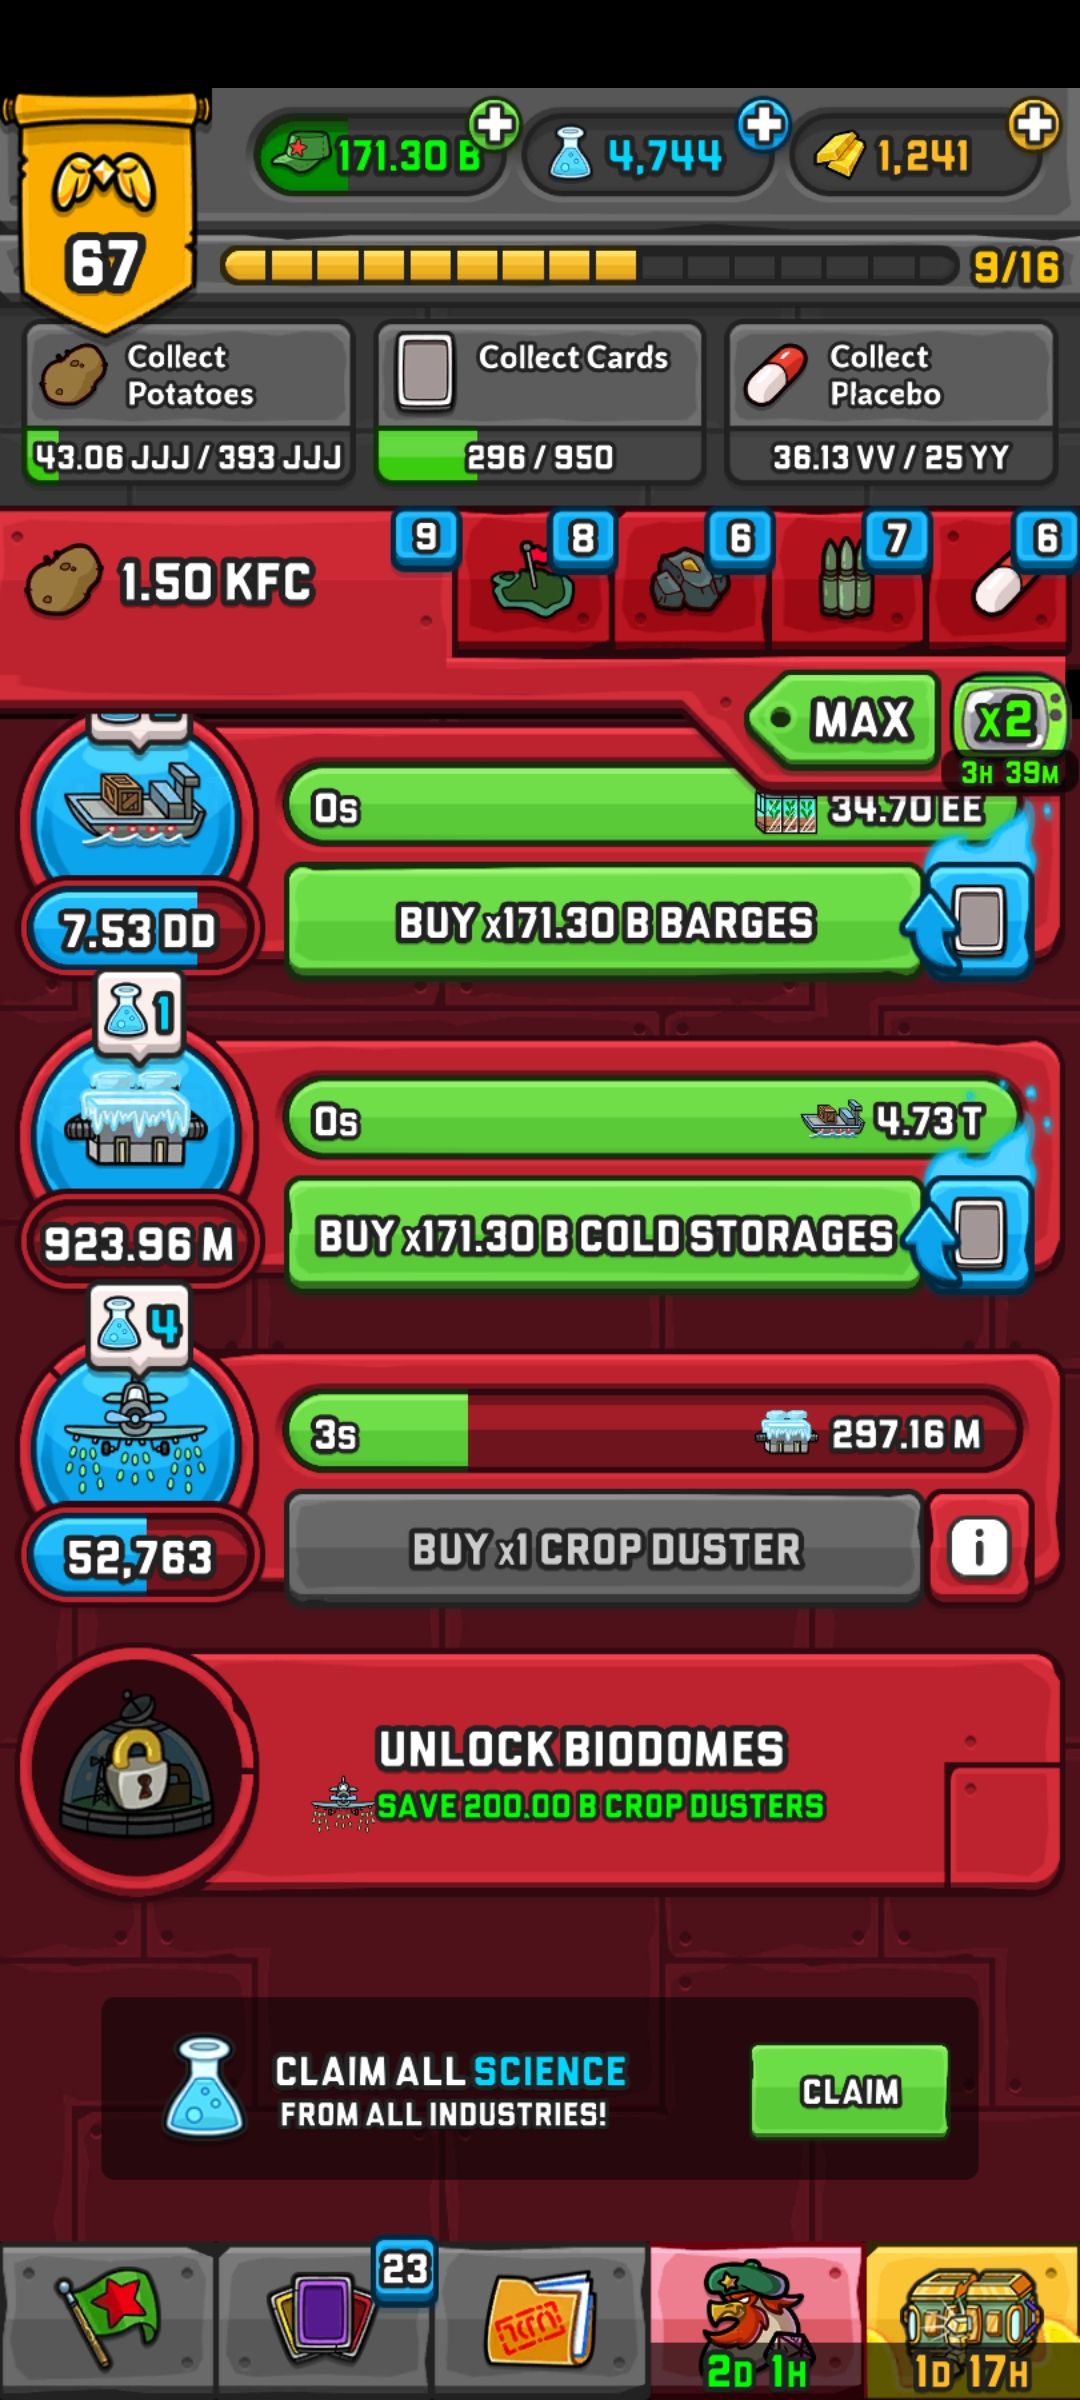 171.30 B
4,744
1,241
67
9/16
Collect
Potatoes
43.06 JJJ / 393 JJJ
Collect Cards
296 / 950
Collect
Placebo
36.13 VV / 25 YY
1.50 KFC
9
8
6
7
6
MAX
X2
3H 39M
0s
34.70 EE
7.53 DD
BUY x171.30 B BARGES
1
0s
4.73 T
923.96 M
BUY x171.30 B COLD STORAGES
4
3s
297.16 M
52,763
BUY x1 CROP DUSTER
i
UNLOCK BIODOMES
SAVE 200.00 B CROP DUSTERS
CLAIM ALL SCIENCE
FROM ALL INDUSTRIES!
CLAIM
23
2D 1H
1D 17H